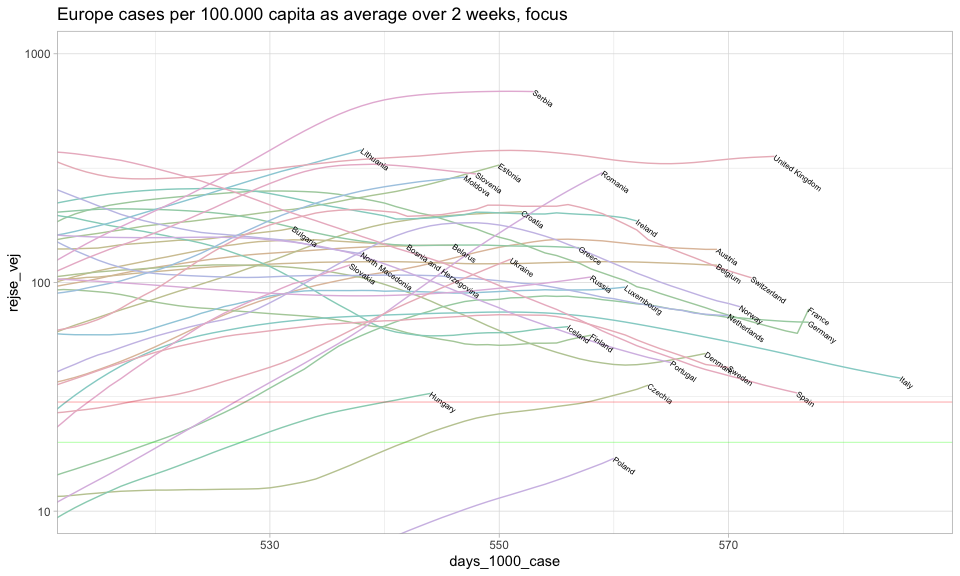 Europe cases per 100.000 capita as average over 2 weeks, focus
1000
Serbia
Lithuania
Estonia
Slovenia
Moldova
Romania
United Kingdom
Croatia
Ireland
Bulgaria
Bosnia and Herzegovina
Belarus
Greece
Austria
Belgium
North Macedonia
Slovakia
Ukraine
Russia
Luxembourg
Switzerland
100
Norway
Netherlands
France
Germany
Iceland
Finland
Portugal
Denmark
Sweden
Italy
Spain
Czechia
Hungary
Poland
10
rejse_vej
530
550
570
days_1000_case